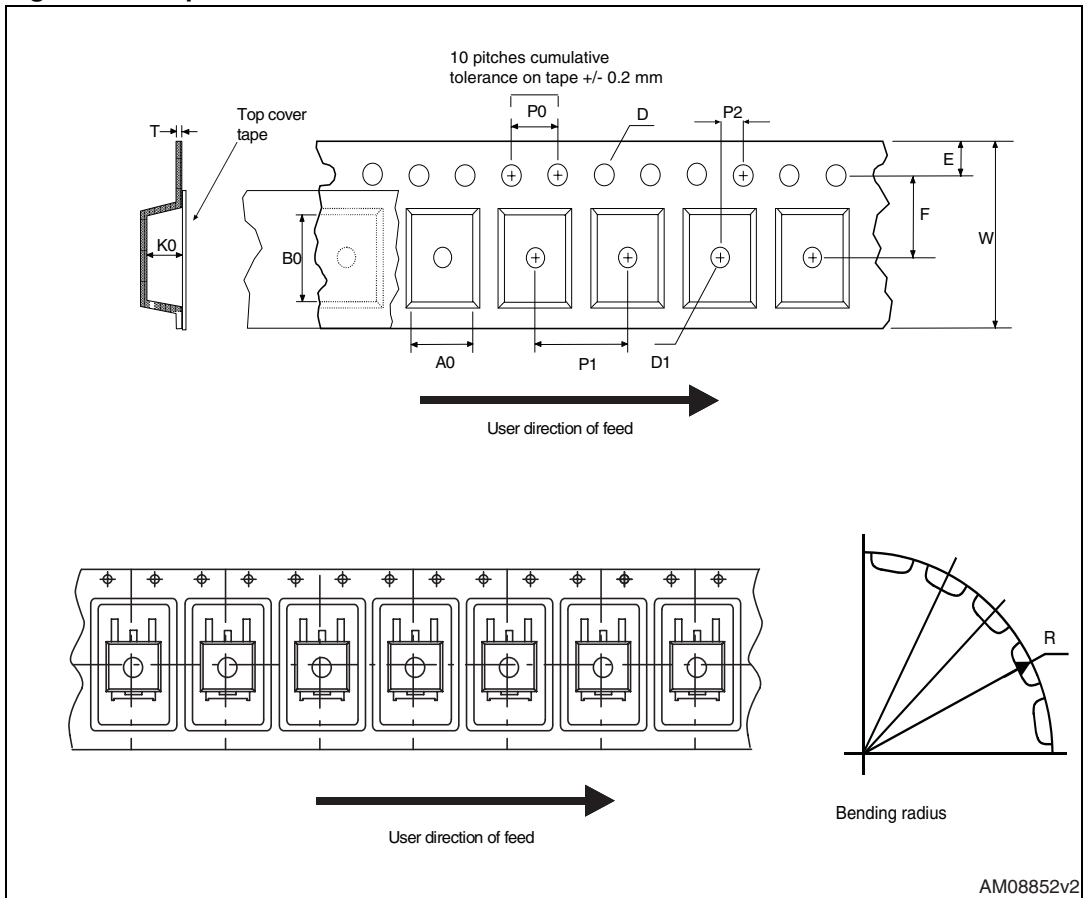 10 pitches cumulative
tolerance on tape +/- 0.2 mm
Top cover
tape
T
P0
D
P2
E
F
W
K0
B0
A0
P1
D1
User direction of feed
R
Bending radius
User direction of feed
AM08852v2